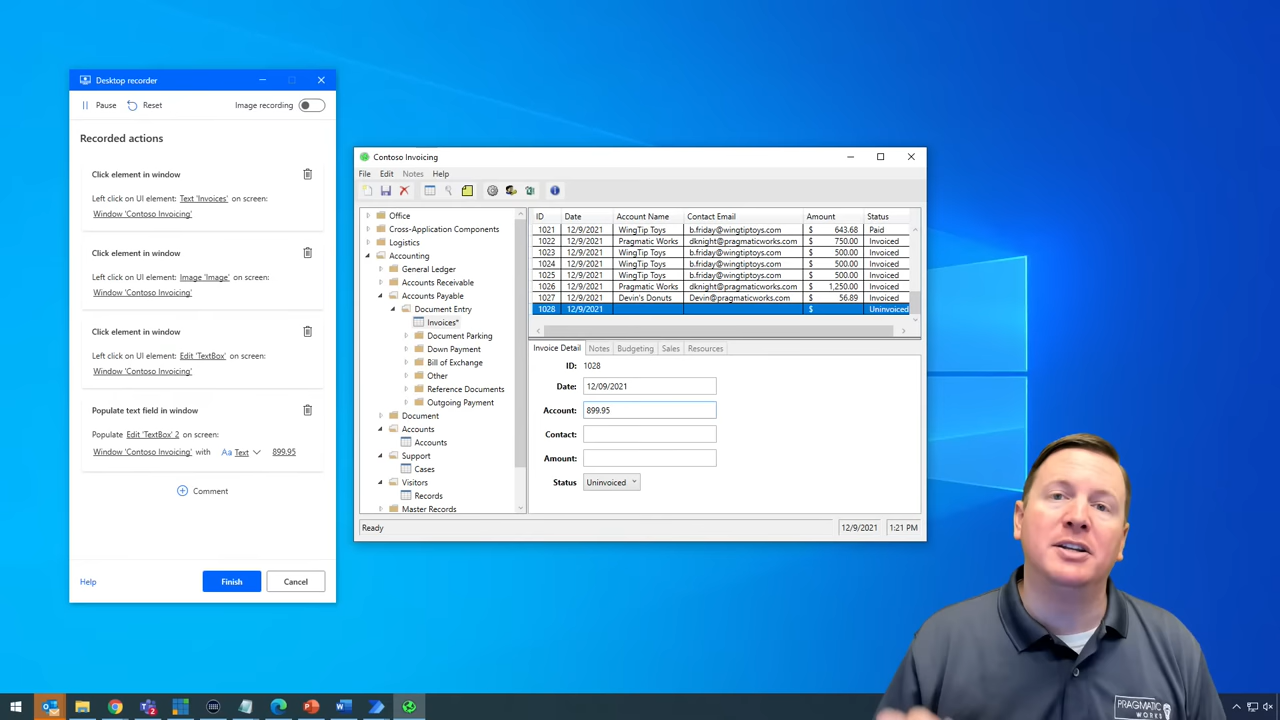 Desktop recorder
Pause
Reset
Image recording
Recorded actions
Click element in window
Left click on UI element: Text 'Invoices' on screen:
Window 'Contoso Invoicing'
Click element in window
Left click on UI element: Image 'Image' on screen:
Window 'Contoso Invoicing'
Click element in window
Left click on UI element: Edit 'TextBox' on screen:
Window 'Contoso Invoicing'
Populate text field in window
Populate Edit 'TextBox' 2 on screen:
Window 'Contoso Invoicing' with Aa Text 899.95
Comment
Help
Finish
Cancel
Contoso Invoicing
File Edit Notes Help
Office
Cross-Application Components
Logistics
Accounting
General Ledger
Accounts Receivable
Accounts Payable
Document Entry
Invoices*
Document Parking
Down Payment
Bill of Exchange
Other
Reference Documents
Outgoing Payment
Document
Accounts
Accounts
Support
Cases
Visitors
Records
Master Records
ID Date Account Name Contact Email Amount Status
1021 12/9/2021 WingTip Toys b.friday@wingtiptoys.com $ 643.68 Paid
1022 12/9/2021 Pragmatic Works dknight@pragmaticworks.com $ 750.00 Invoiced
1023 12/9/2021 WingTip Toys b.friday@wingtiptoys.com $ 500.00 Invoiced
1024 12/9/2021 WingTip Toys b.friday@wingtiptoys.com $ 500.00 Invoiced
1025 12/9/2021 WingTip Toys b.friday@wingtiptoys.com $ 500.00 Invoiced
1026 12/9/2021 Pragmatic Works dknight@pragmaticworks.com $ 1,250.00 Invoiced
1027 12/9/2021 Devin's Donuts Devin@pragmaticworks.com $ 56.89 Invoiced
1028 12/9/2021 $ Uninvoiced
Invoice Detail Notes Budgeting Sales Resources
ID: 1028
Date: 12/09/2021
Account: 899.95
Contact:
Amount:
Status Uninvoiced
Ready
12/9/2021 1:21 PM
PRAGMATIC
WORKS